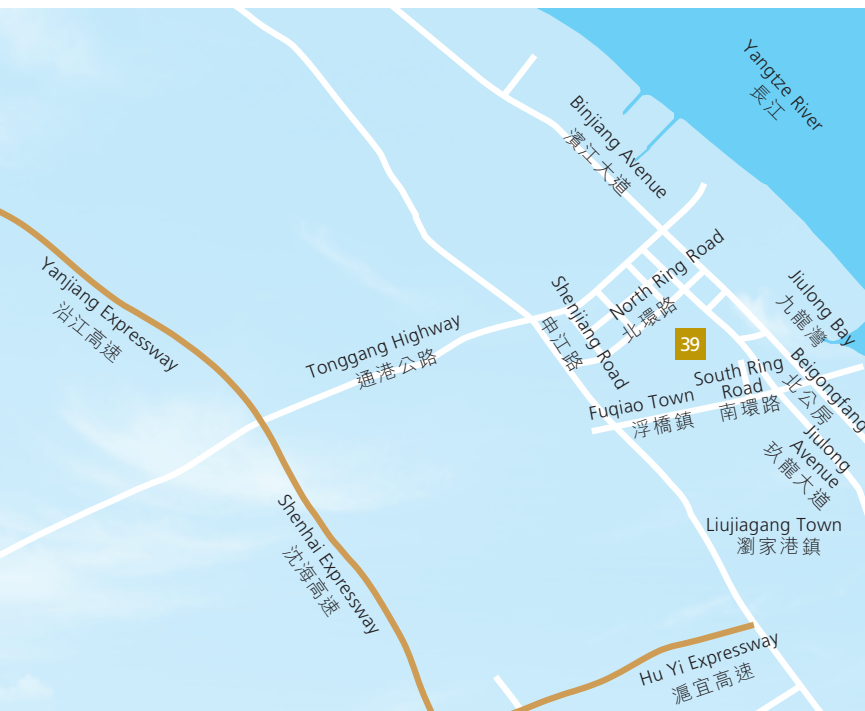 Yangtze River
長江
Binjiang Avenue
濱江大道
North Ring Road
北環路
Shenjiang Road
申江路
Jiulong Bay
九龍灣
Yanjiang Expressway
沿江高速
Tonggang Highway
通港公路
39
Beigongfang
北公房
South Ring
Road
南環路
Fuqiao Town
浮橋鎮
Jiulong
Avenue
玖龍大道
Liujiagang Town
瀏家港鎮
Shenhai Expressway
沈海高速
Hu Yi Expressway
滬宜高速